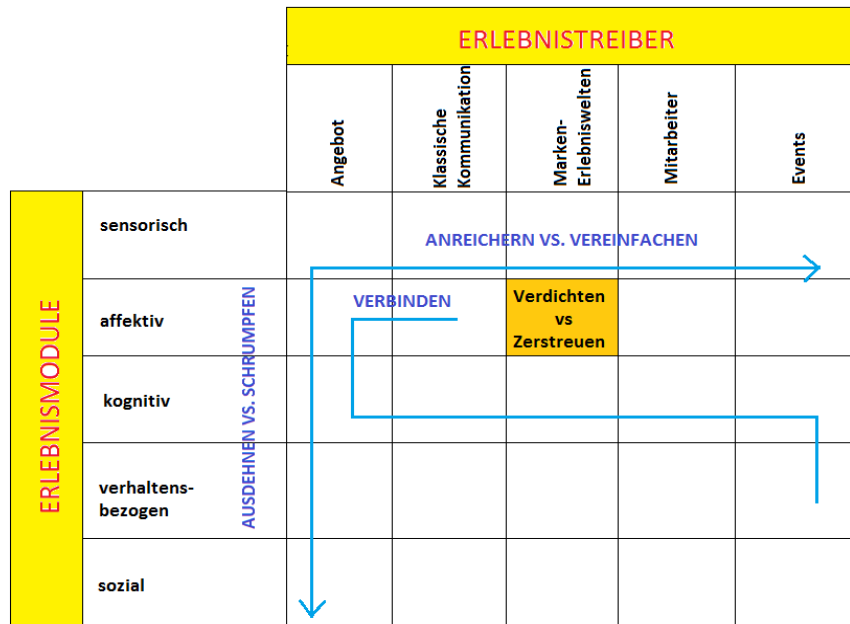 ERLEBNISTREIBER
Angebot
Klassische
Kommunikation
Marken-
Erlebniswelten
Mitarbeiter
Events
ERLEBNISMODULE
sensorisch
ANREICHERN VS. VEREINFACHEN
AUSDEHNEN VS. SCHRUMPFEN
affektiv
VERBINDEN
Verdichten
vs
Zerstreuen
kognitiv
verhaltens-
bezogen
sozial